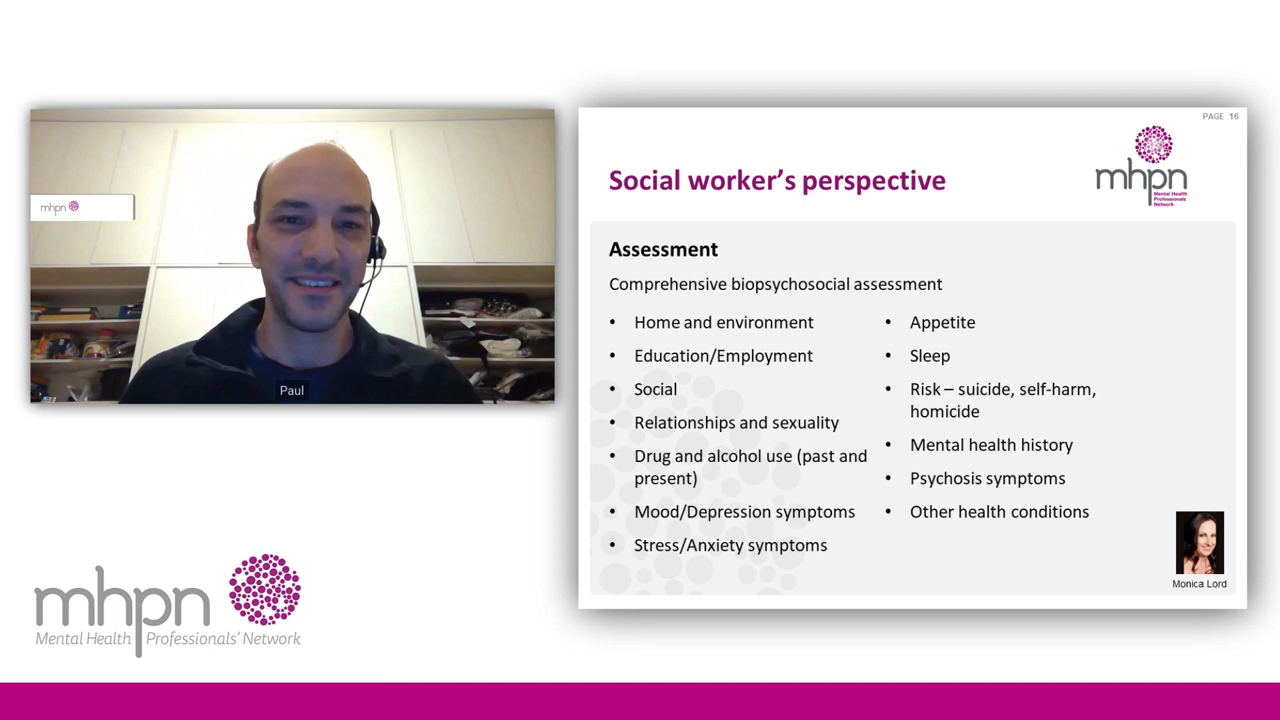 mhpn
Paul
mhpn
Mental Health Professionals' Network
PAGE 16
mhpn
Mental Health
Professionals
Network
Social worker's perspective
Assessment
Comprehensive biopsychosocial assessment
• Home and environment
• Education/Employment
• Social
• Relationships and sexuality
• Drug and alcohol use (past and
present)
• Mood/Depression symptoms
• Stress/Anxiety symptoms
• Appetite
• Sleep
• Risk – suicide, self-harm,
homicide
• Mental health history
• Psychosis symptoms
• Other health conditions
Monica Lord